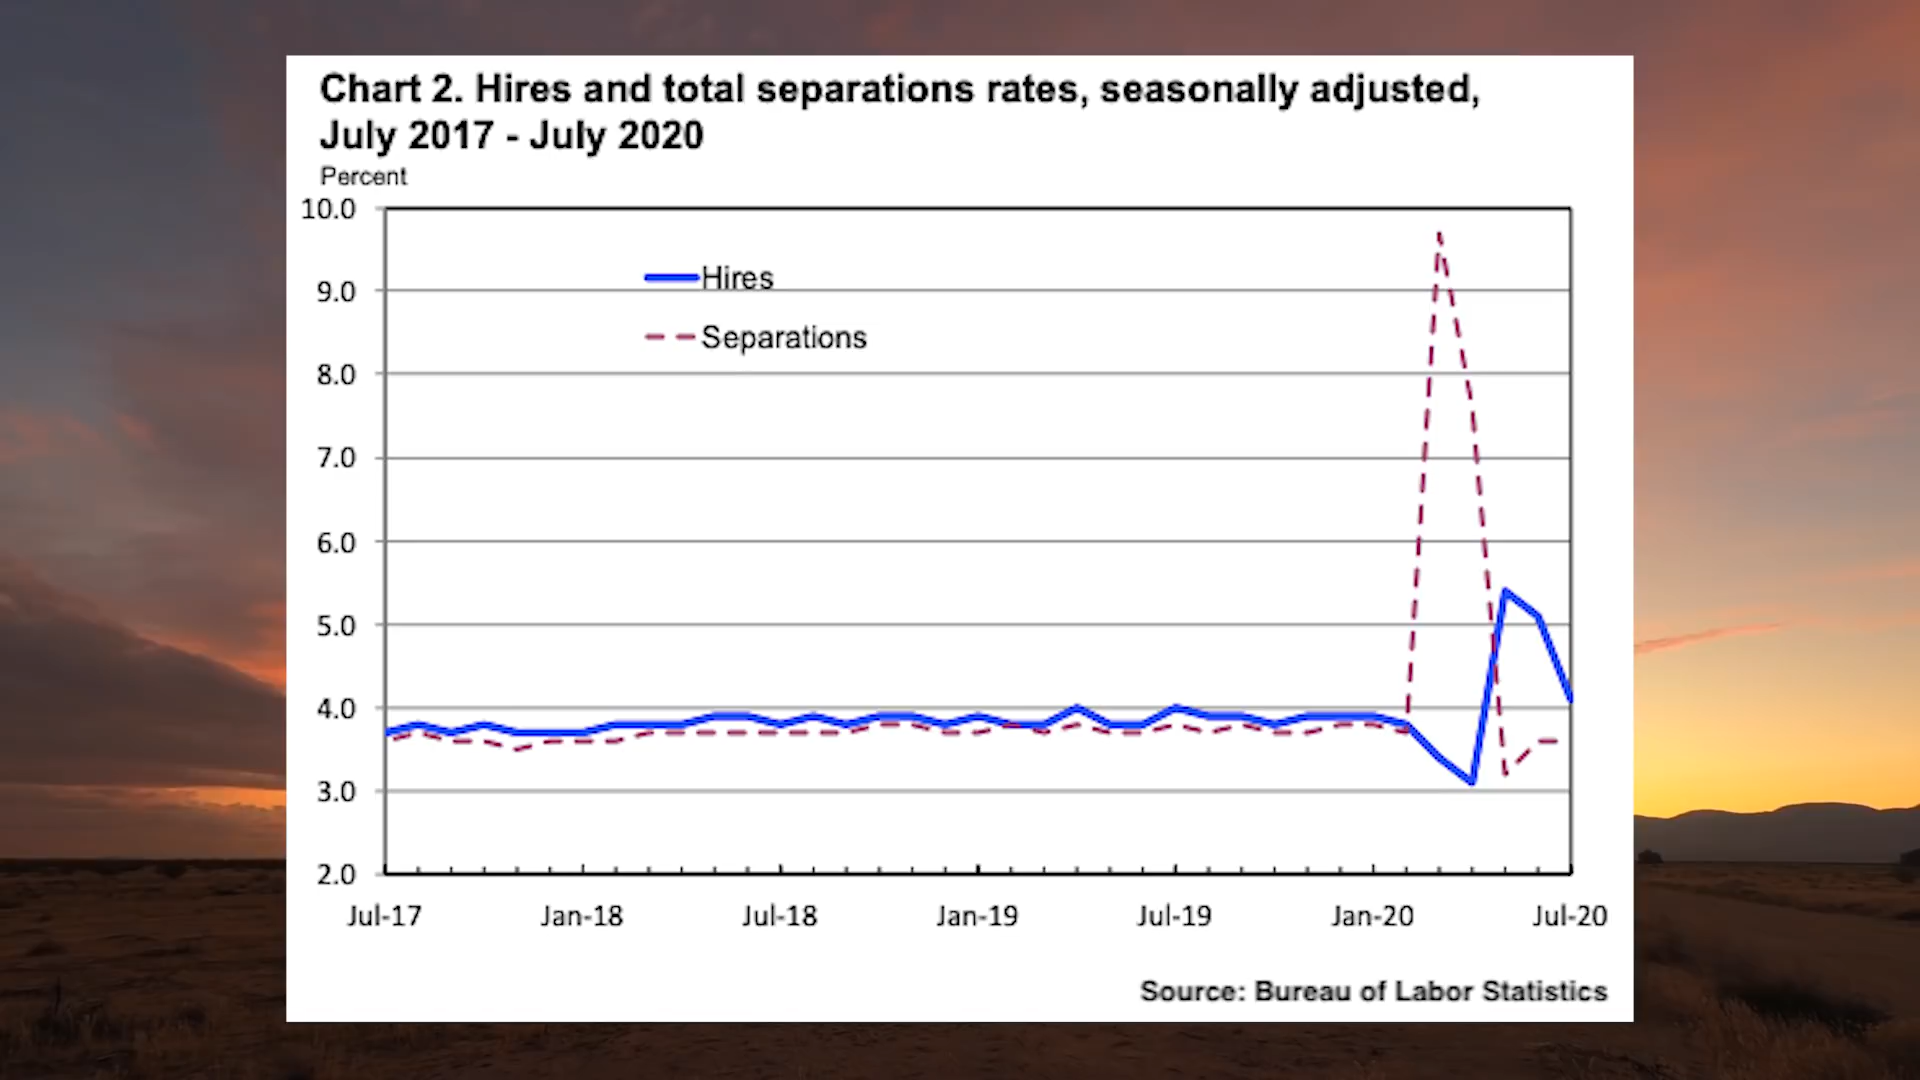 Chart 2. Hires and total separations rates, seasonally adjusted,
July 2017 - July 2020
Percent
10.0
9.0
8.0
7.0
6.0
5.0
4.0
3.0
2.0
Hires
Separations
Jul-17 Jan-18 Jul-18 Jan-19 Jul-19 Jan-20 Jul-20
Source: Bureau of Labor Statistics